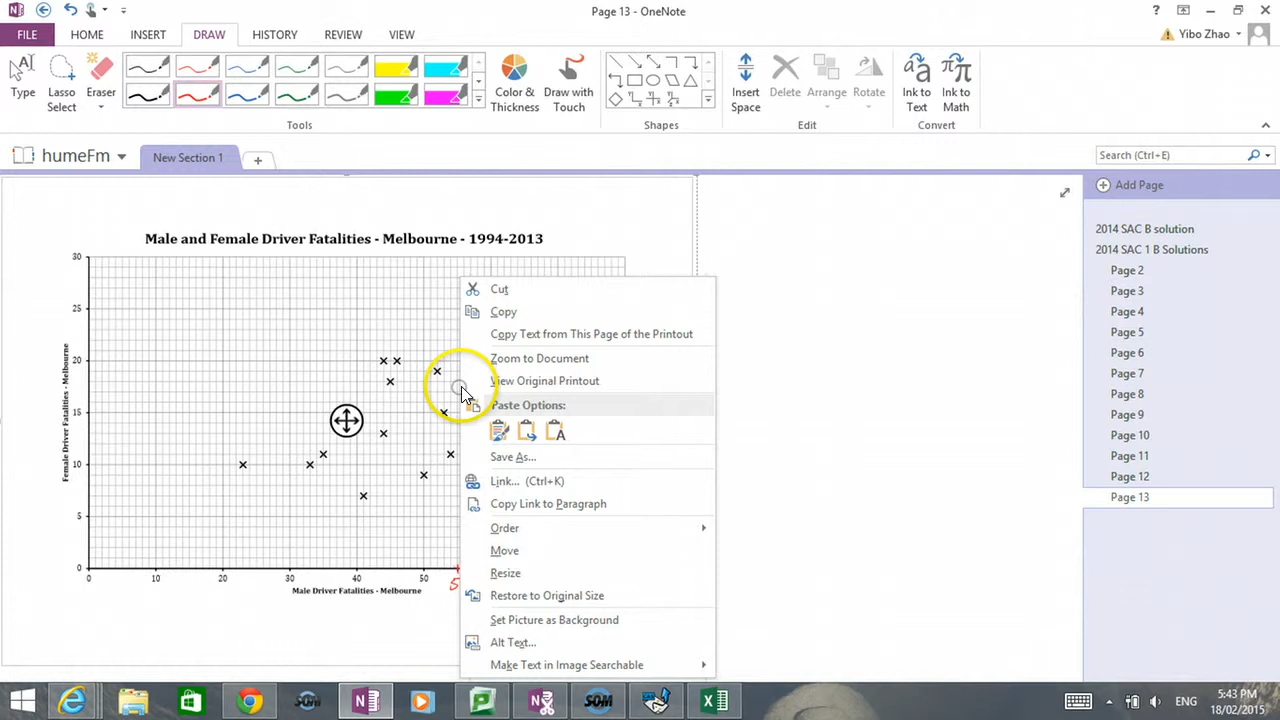 Page 13 - OneNote
?
FILE
HOME
INSERT
DRAW
HISTORY
REVIEW
VIEW
Yibo Zhao
Type
Lasso Select
Eraser
Color & Thickness
Draw with Touch
Insert Space
Delete
Arrange
Rotate
Ink to Text
Ink to Math
Tools
Shapes
Edit
Convert
humeFm
New Section 1
Search (Ctrl+E)
Add Page
2014 SAC B solution
2014 SAC 1 B Solutions
Page 2
Page 3
Page 4
Page 5
Page 6
Page 7
Page 8
Page 9
Page 10
Page 11
Page 12
Page 13
Male and Female Driver Fatalities - Melbourne - 1994-2013
Female Driver Fatalities - Melbourne
30
25
20
15
10
5
0
0 10 20 30 40 50
5
Male Driver Fatalities - Melbourne
Cut
Copy
Copy Text from This Page of the Printout
Zoom to Document
View Original Printout
Paste Options:
Save As...
Link... (Ctrl+K)
Copy Link to Paragraph
Order
Move
Resize
Restore to Original Size
Set Picture as Background
Alt Text...
Make Text in Image Searchable
SOM
SOM
ENG
5:43 PM
18/02/2015